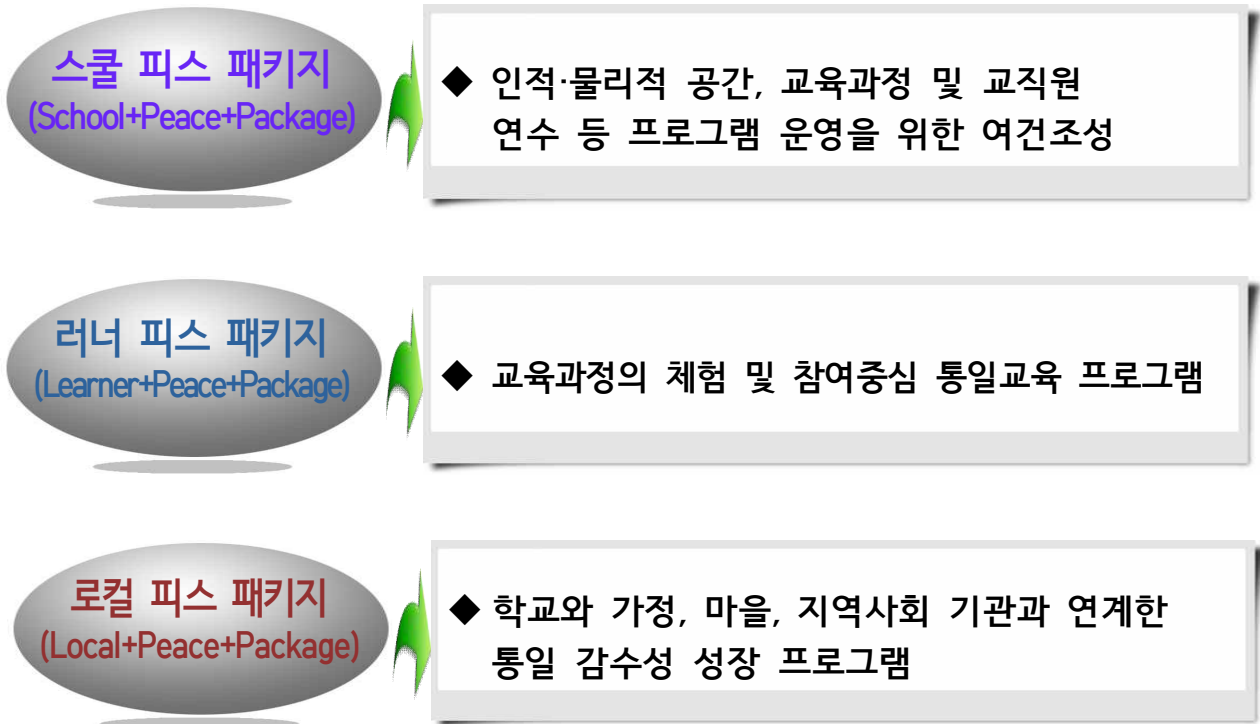 스쿨 피스 패키지
(School+Peace+Package)
◆ 인적·물리적 공간, 교육과정 및 교직원
연수 등 프로그램 운영을 위한 여건조성
러너 피스 패키지
(Learner+Peace+Package)
◆ 교육과정의 체험 및 참여중심 통일교육 프로그램
로컬 피스 패키지
(Local+Peace+Package)
◆ 학교와 가정, 마을, 지역사회 기관과 연계한
통일 감수성 성장 프로그램